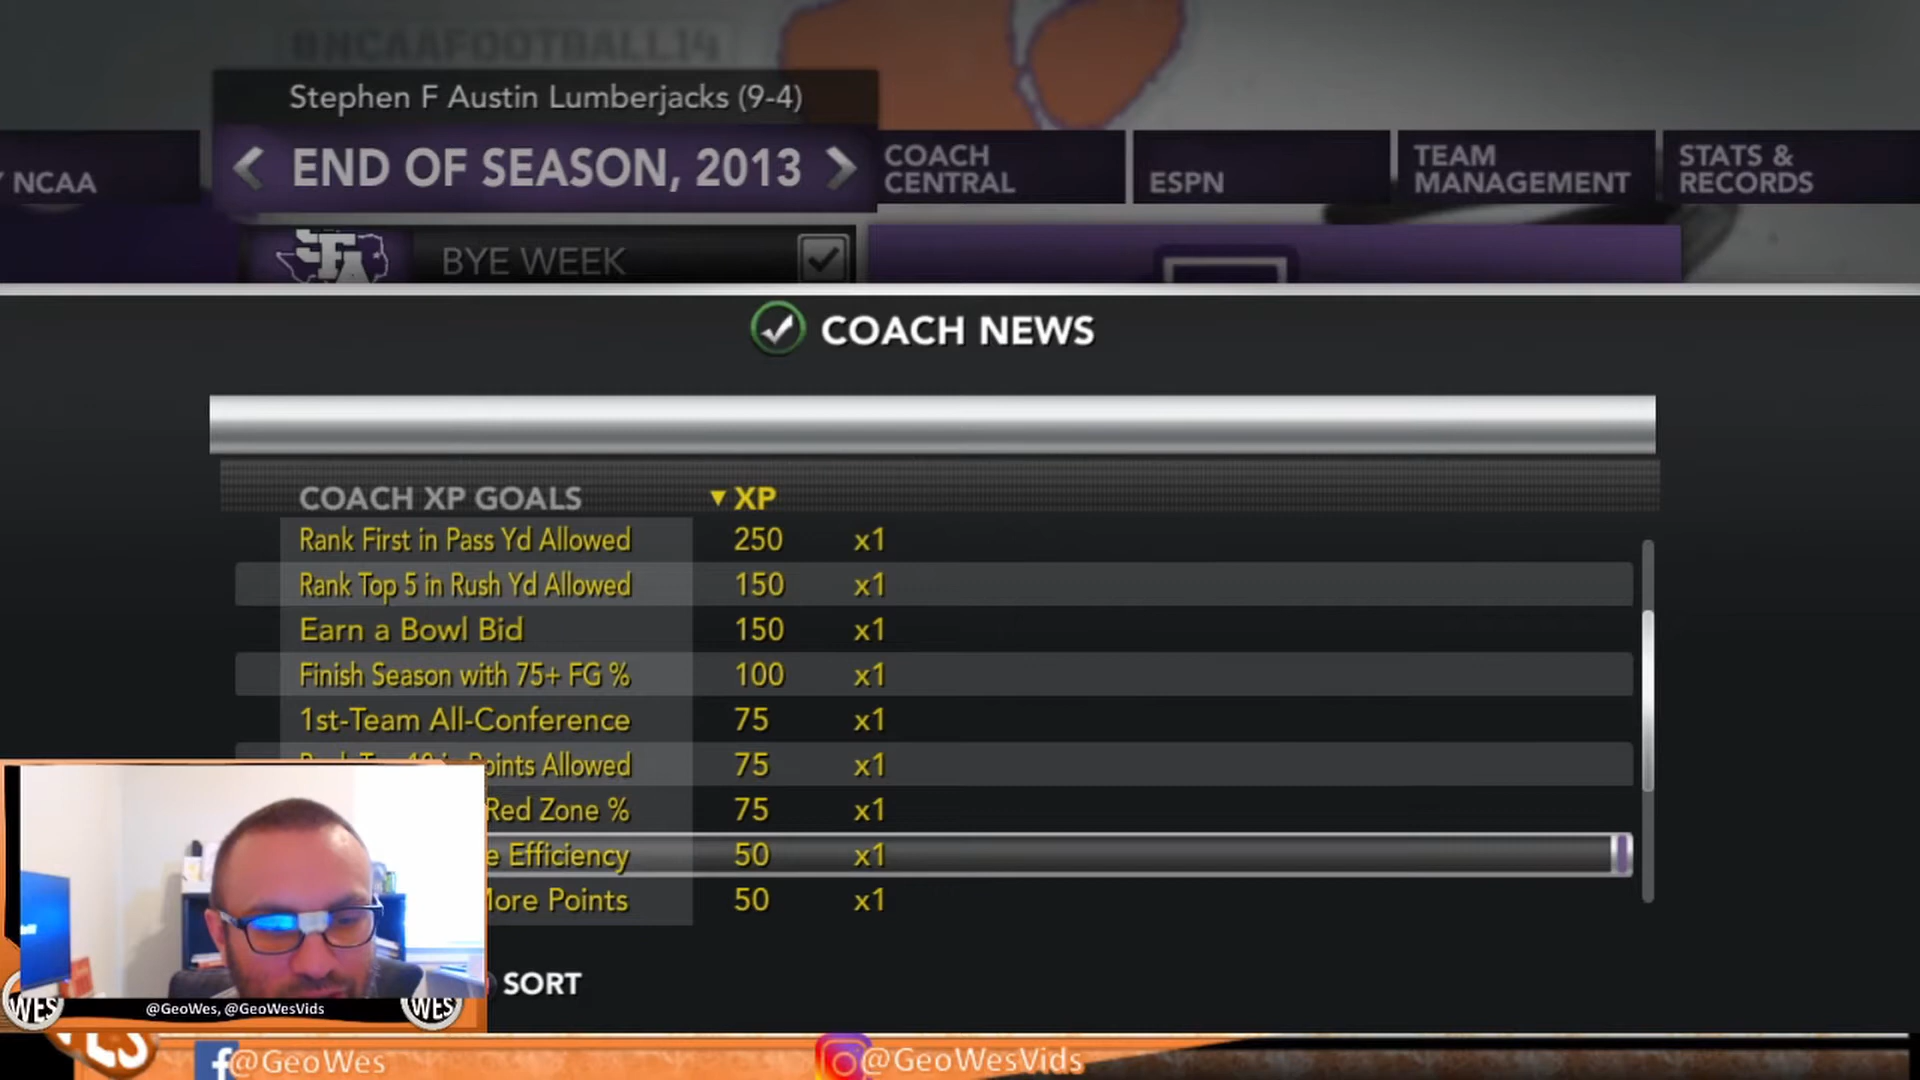 #NCAAFOOTBALL14
Stephen F Austin Lumberjacks (9-4)
NCAA
END OF SEASON, 2013
COACH
CENTRAL
ESPN
TEAM
MANAGEMENT
STATS &
RECORDS
SFA
BYE WEEK
COACH NEWS
COACH XP GOALS ▼ XP
Rank First in Pass Yd Allowed 250 x1
Rank Top 5 in Rush Yd Allowed 150 x1
Earn a Bowl Bid 150 x1
Finish Season with 75+ FG % 100 x1
1st-Team All-Conference 75 x1
Points Allowed 75 x1
Red Zone % 75 x1
Efficiency 50 x1
More Points 50 x1
SORT
WES @GeoWes, @GeoWesVids WES
@GeoWes
@GeoWesVids